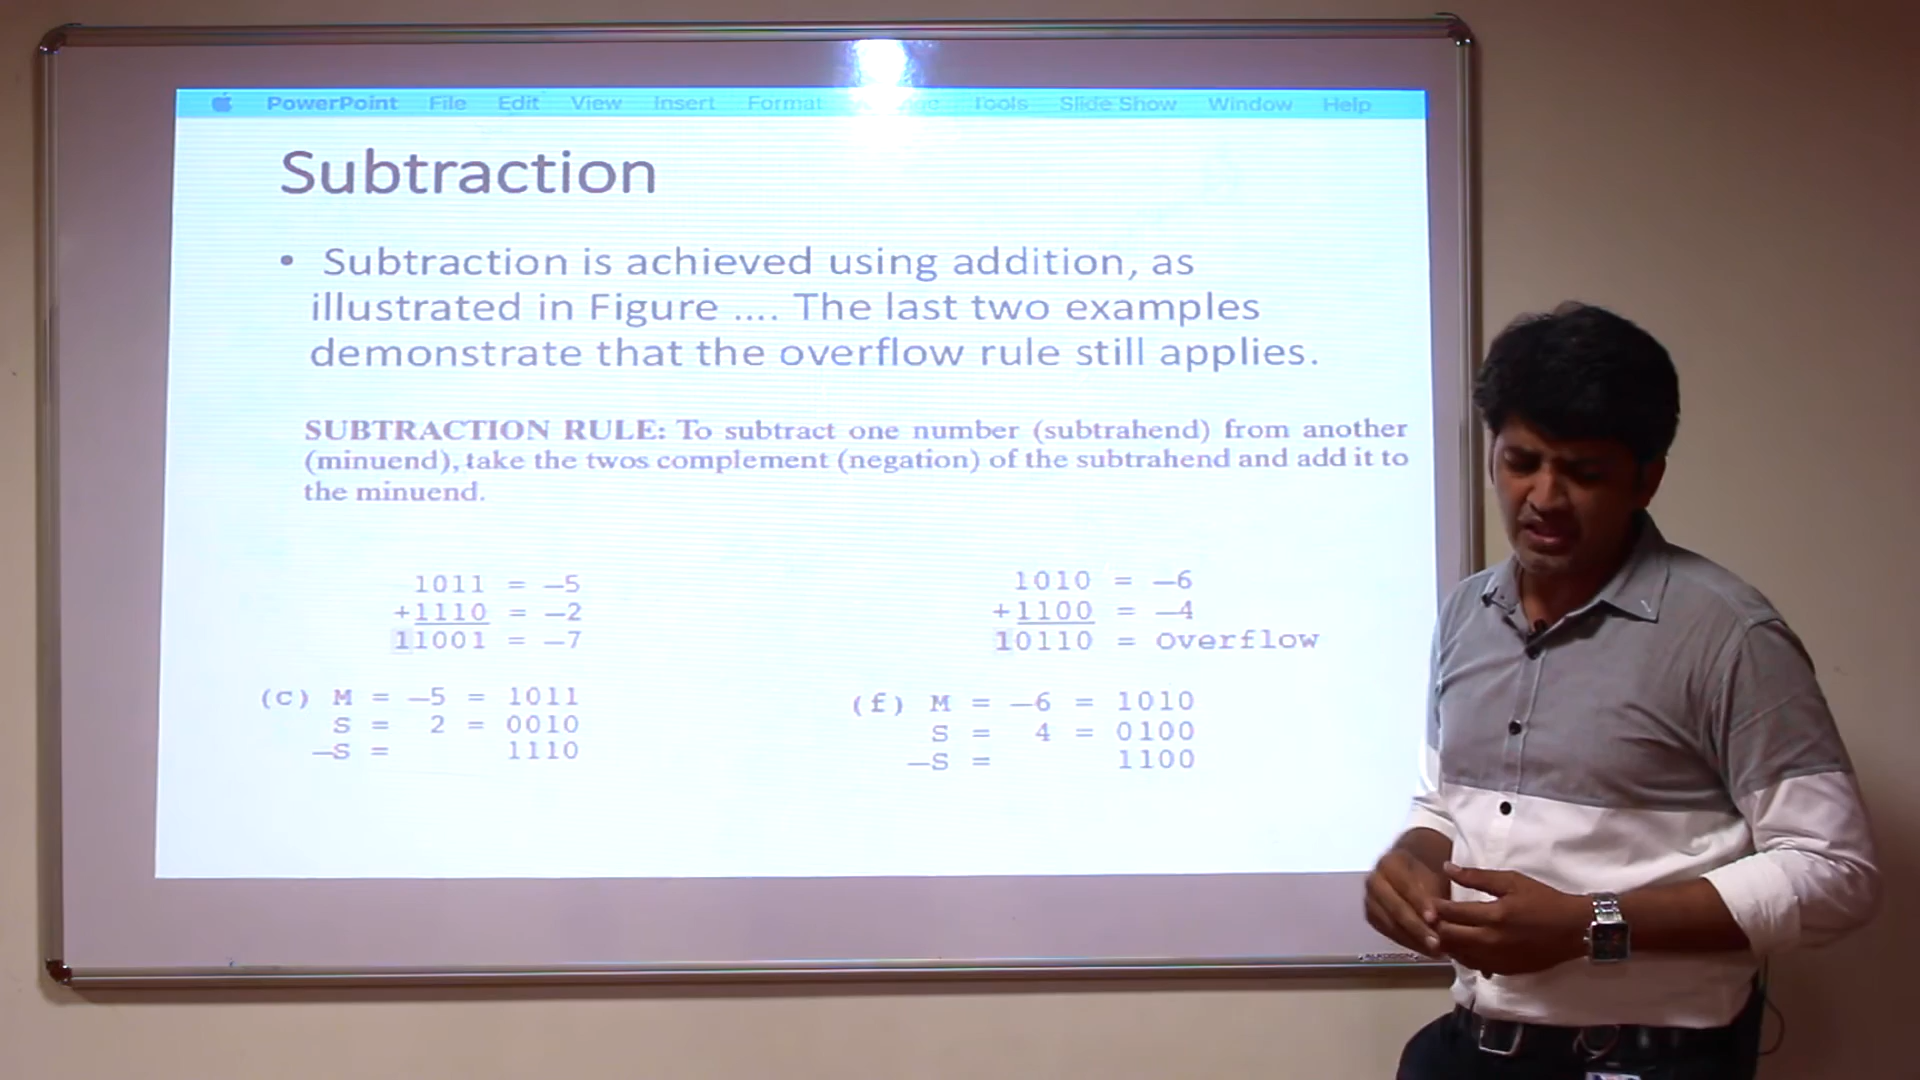 PowerPoint File Edit View Insert Format Tools Slide Show Window Help
Subtraction
• Subtraction is achieved using addition, as
illustrated in Figure .... The last two examples
demonstrate that the overflow rule still applies.
SUBTRACTION RULE: To subtract one number (subtrahend) from another
(minuend), take the twos complement (negation) of the subtrahend and add it to
the minuend.
1011 = –5
+1110 = –2
11001 = –7
(c) M = –5 = 1011
S = 2 = 0010
–S = 1110
1010 = –6
+1100 = –4
10110 = Overflow
(f) M = –6 = 1010
S = 4 = 0100
–S = 1100